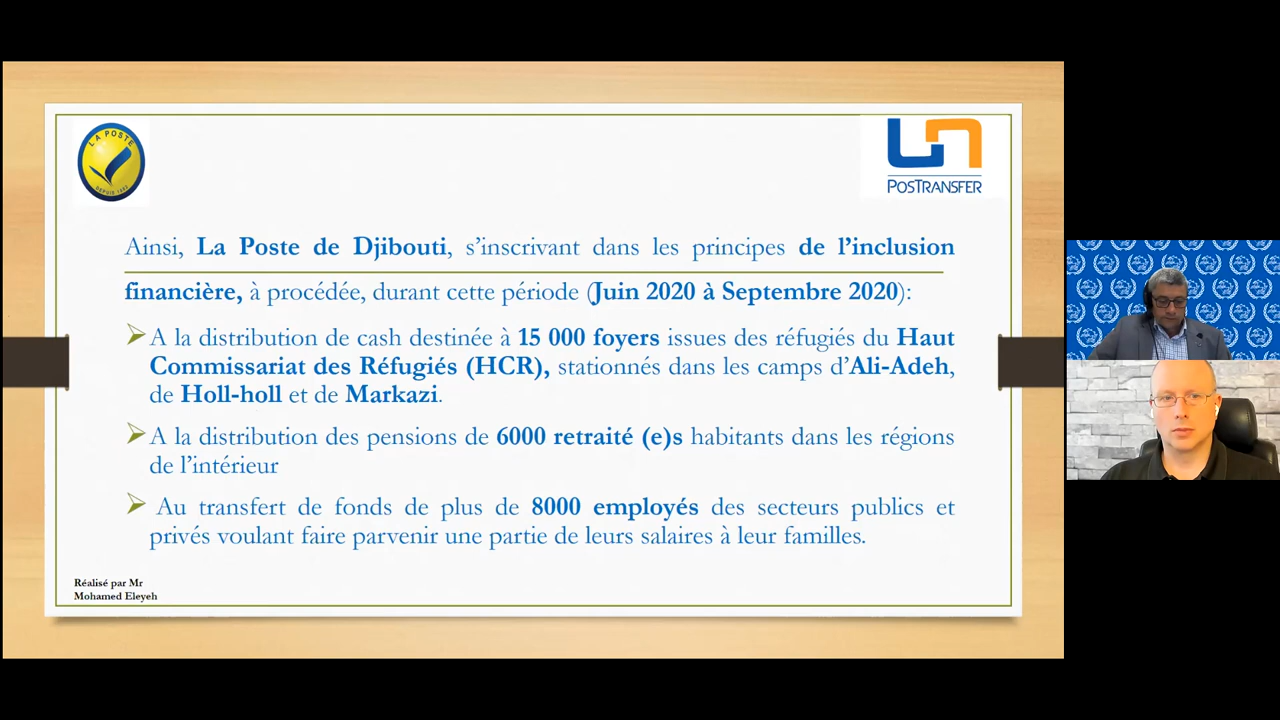 LA POSTE
DEPUIS 1883
POSTRANSFER
Ainsi, La Poste de Djibouti, s’inscrivant dans les principes de l’inclusion
financière, à procédée, durant cette période (Juin 2020 à Septembre 2020):
A la distribution de cash destinée à 15 000 foyers issues des réfugiés du Haut
Commissariat des Réfugiés (HCR), stationnés dans les camps d’Ali-Adeh,
de Holl-holl et de Markazi.
A la distribution des pensions de 6000 retraité (e)s habitants dans les régions
de l’intérieur
Au transfert de fonds de plus de 8000 employés des secteurs publics et
privés voulant faire parvenir une partie de leurs salaires à leur familles.
Réalisé par Mr
Mohamed Eleyeh